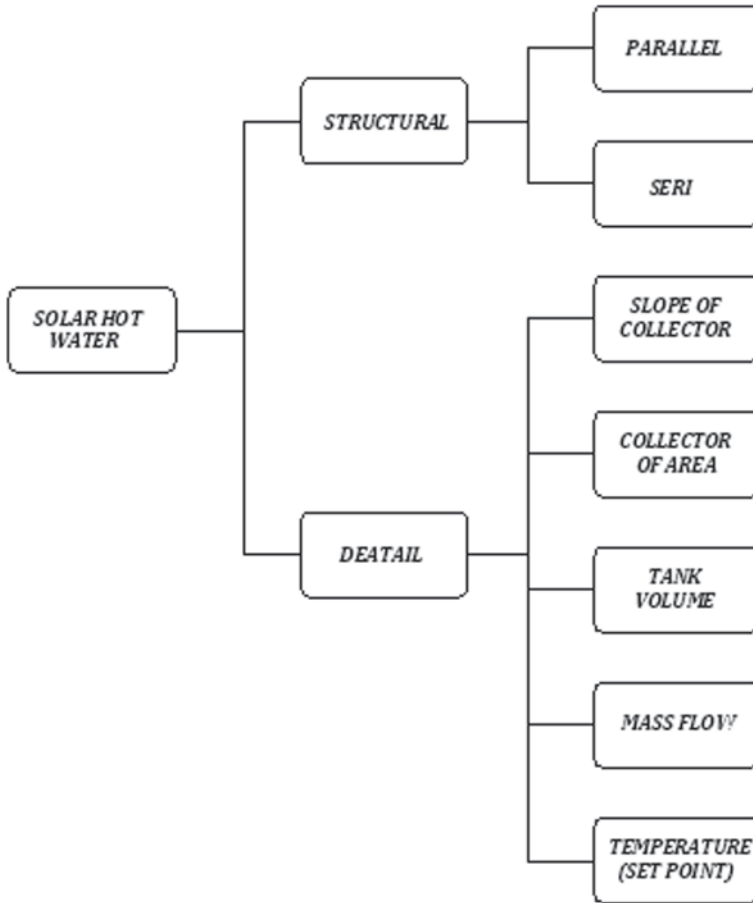 PARALLEL
STRUCTURAL
SERI
SOLAR HOT
WATER
SLOPE OF
COLLECTOR
COLLECTOR
OF AREA
DEATAIL
TANK
VOLUME
MASS FLOW
TEMPERATURE
(SET POINT)